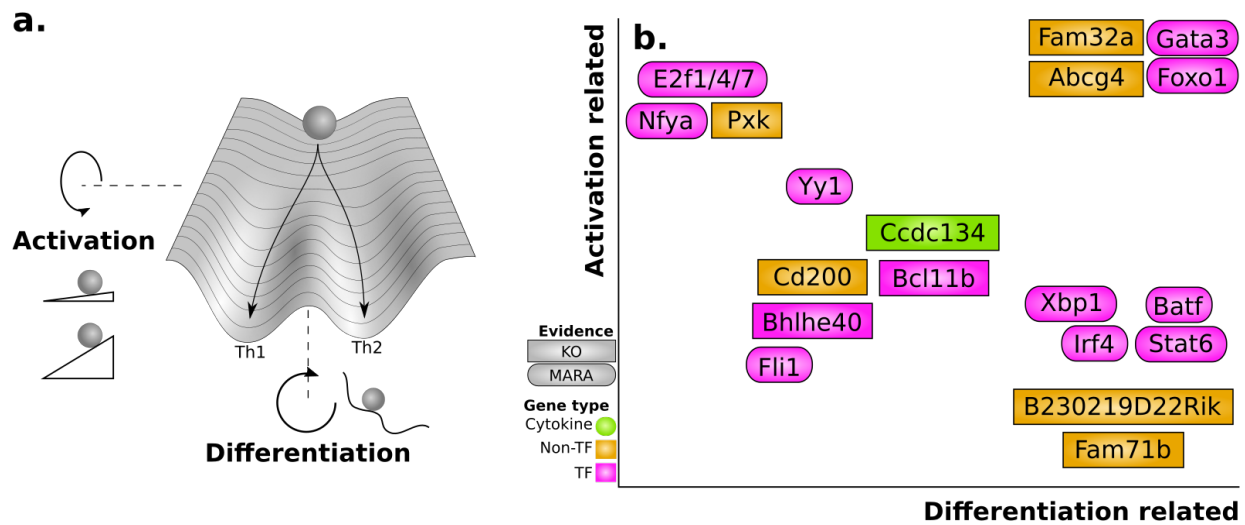 a.
Activation
Th1
Th2
Differentiation
b.
Activation related
Fam32a
Gata3
Abcg4
Foxo1
E2f1/4/7
Nfya
Pxk
Yy1
Ccdc134
Cd200
Bcl11b
Bhlhe40
Fli1
Xbp1
Batf
Irf4
Stat6
B230219D22Rik
Fam71b
Evidence
KO
MARA
Gene type
Cytokine
Non-TF
TF
Differentiation related